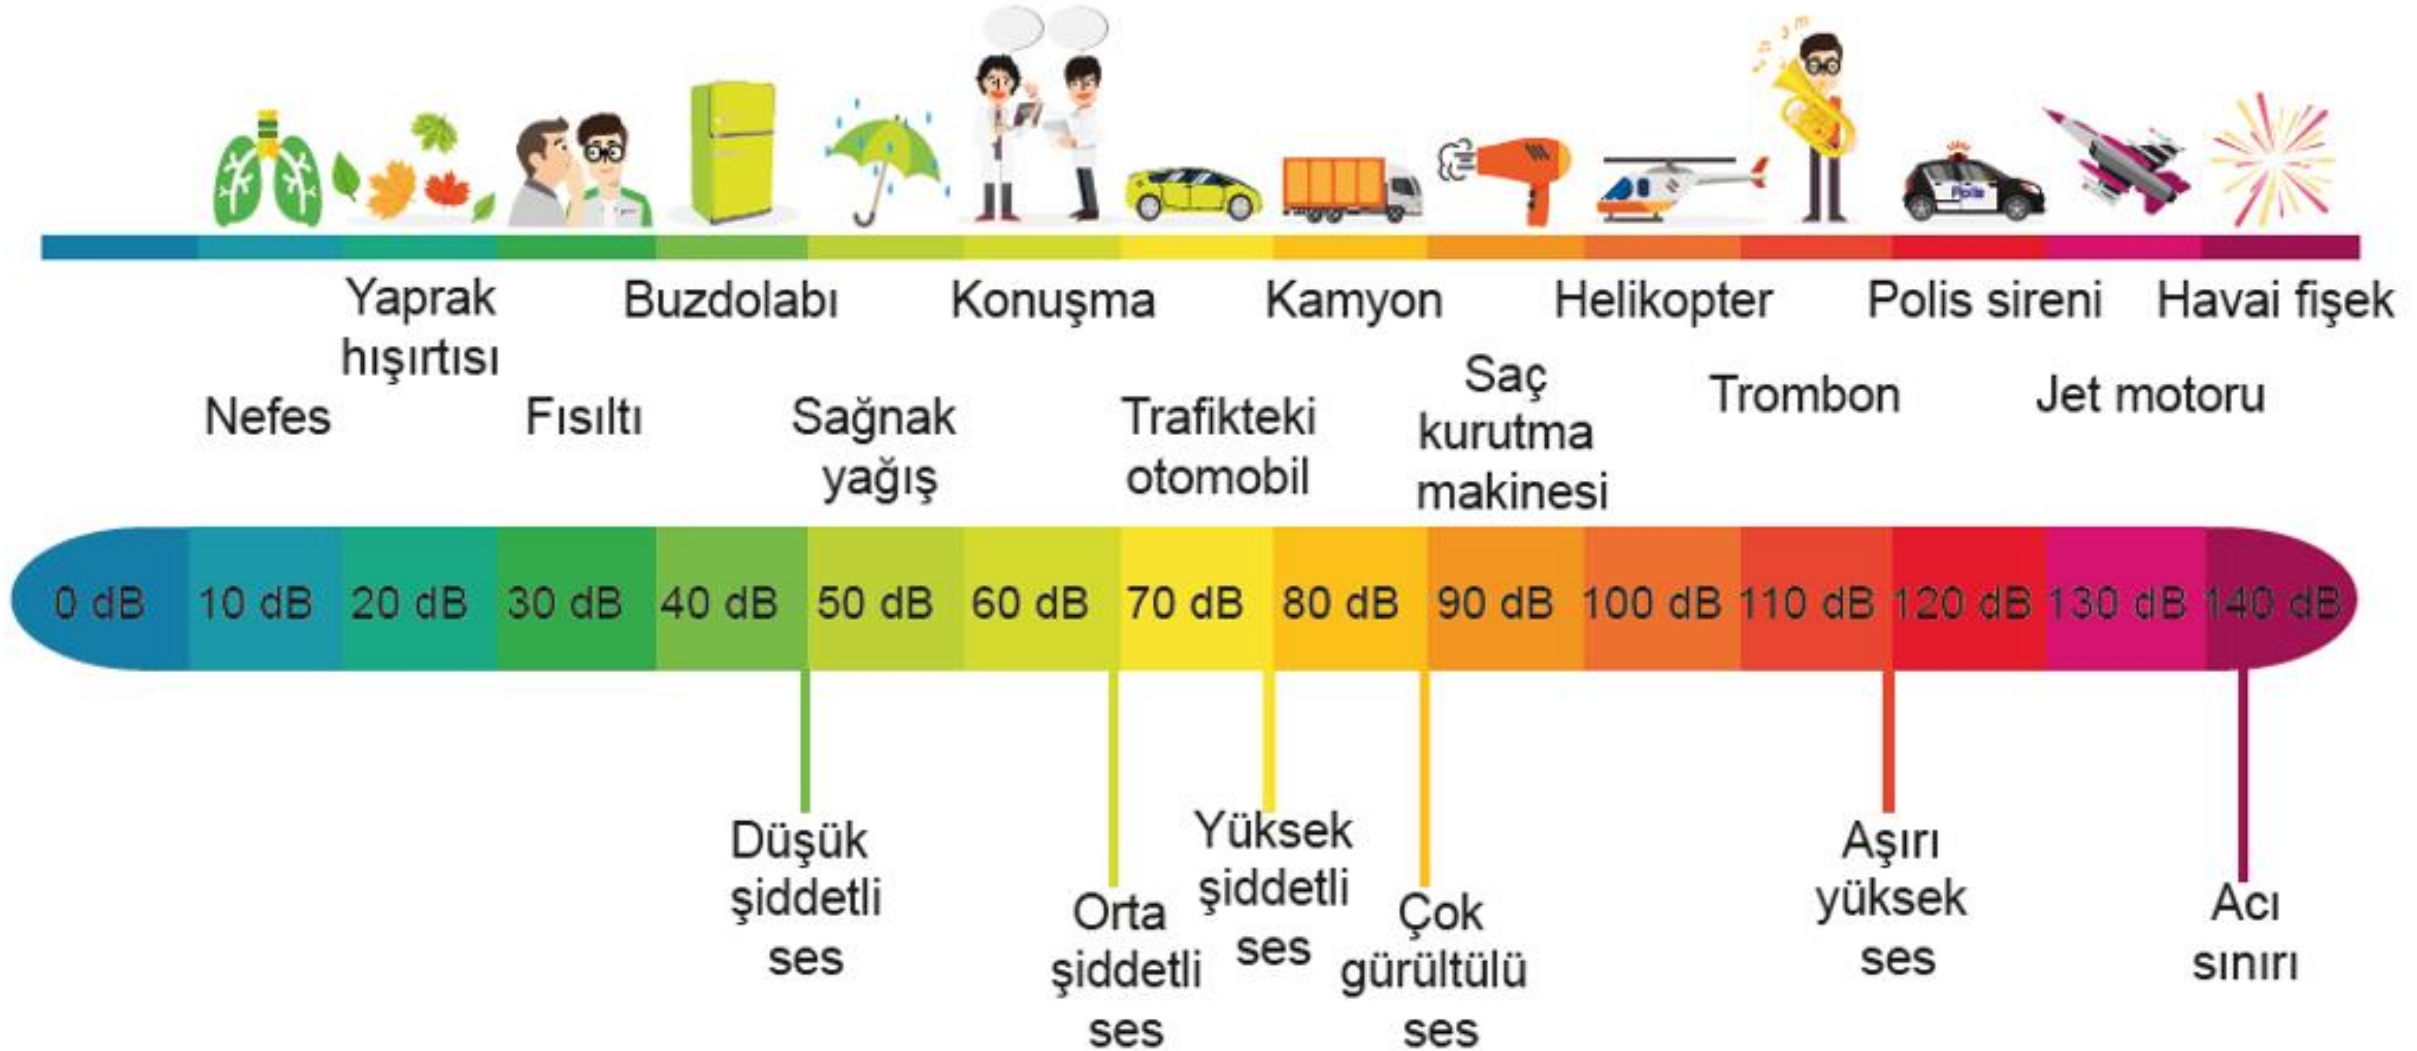 Polis
Yaprak
hışırtısı
Buzdolabı
Konuşma
Kamyon
Helikopter
Polis sireni
Havai fişek
Nefes
Fısıltı
Sağnak
yağış
Trafikteki
otomobil
Saç
kurutma
makinesi
Trombon
Jet motoru
0 dB 10 dB 20 dB 30 dB 40 dB 50 dB 60 dB 70 dB 80 dB 90 dB 100 dB 110 dB 120 dB 130 dB 140 dB
Düşük
şiddetli
ses
Orta
şiddetli
ses
Yüksek
şiddetli
ses
Çok
gürültülü
ses
Aşırı
yüksek
ses
Acı
sınırı